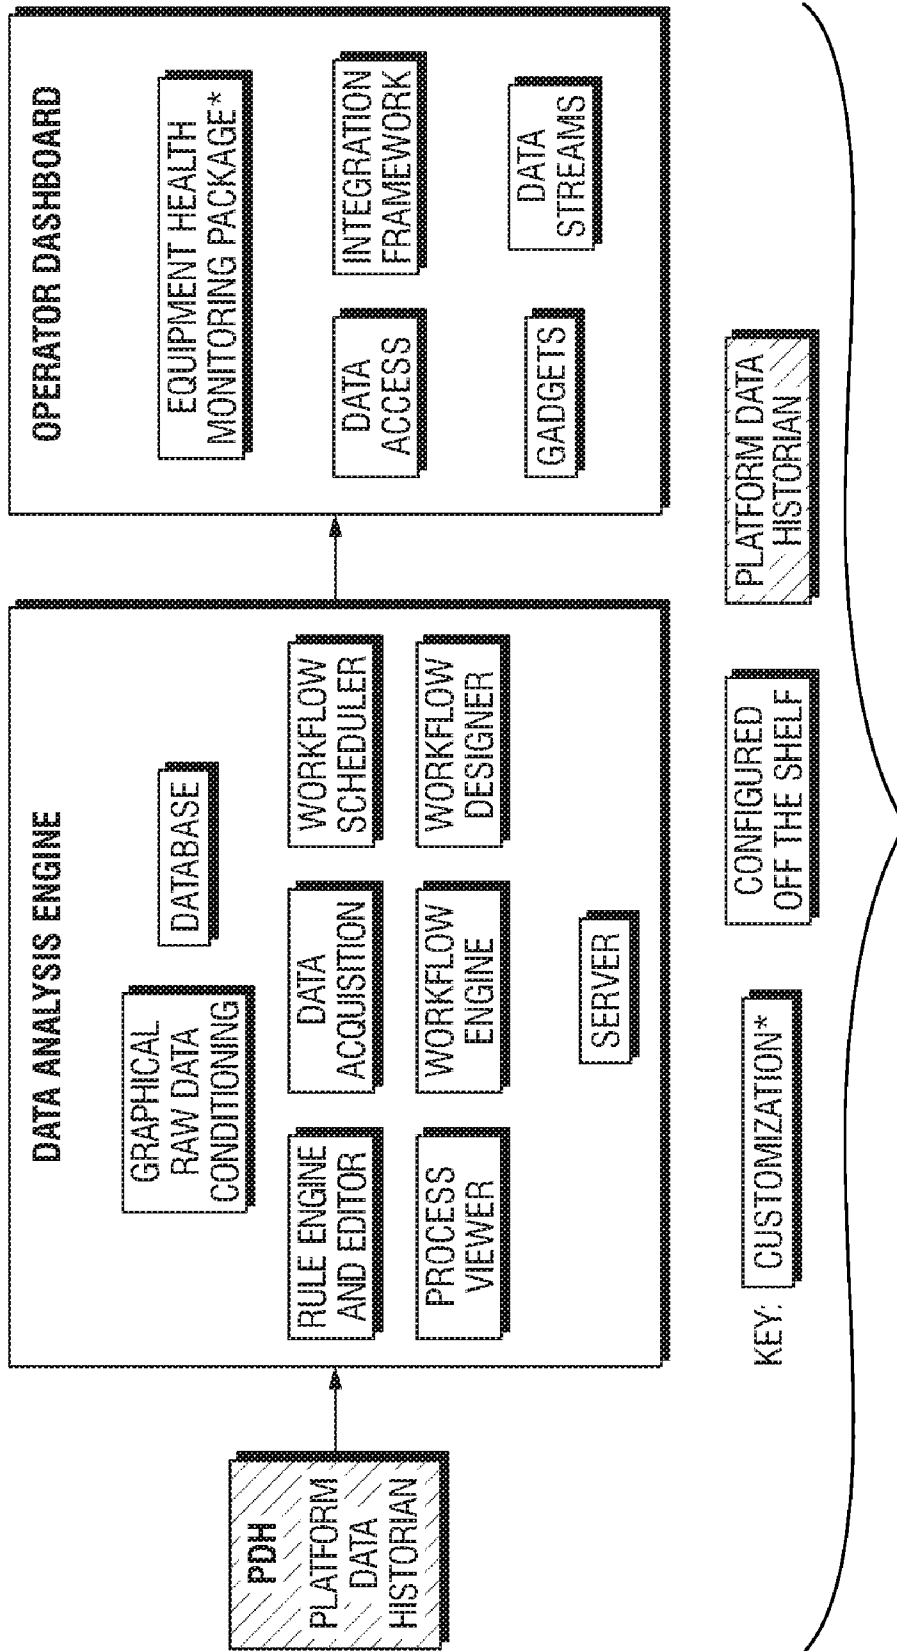 PDH
PLATFORM
DATA
HISTORIAN
DATA ANALYSIS ENGINE
GRAPHICAL
RAW DATA
CONDITIONING
DATABASE
RULE ENGINE
AND EDITOR
DATA
ACQUISITION
WORKFLOW
SCHEDULER
PROCESS
VIEWER
WORKFLOW
ENGINE
WORKFLOW
DESIGNER
SERVER
OPERATOR DASHBOARD
EQUIPMENT HEALTH
MONITORING PACKAGE*
DATA
ACCESS
INTEGRATION
FRAMEWORK
GADGETS
DATA
STREAMS
KEY:
CUSTOMIZATION*
CONFIGURED
OFF THE SHELF
PLATFORM DATA
HISTORIAN